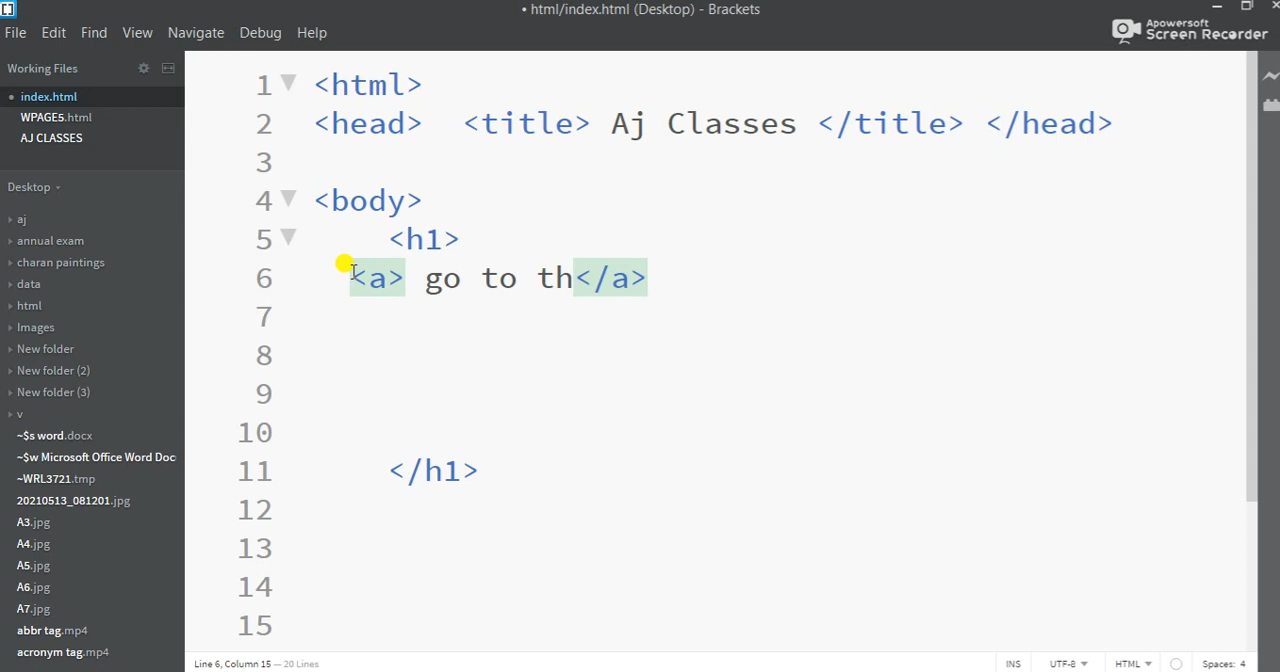 • html/index.html (Desktop) - Brackets
File Edit Find View Navigate Debug Help
Apowersoft
Screen Recorder
Working Files
• index.html
WPAGE5.html
AJ CLASSES
Desktop
aj
annual exam
charan paintings
data
html
Images
New folder
New folder (2)
New folder (3)
v
~$s word.docx
~$w Microsoft Office Word Doc
~WRL3721.tmp
20210513_081201.jpg
A3.jpg
A4.jpg
A5.jpg
A6.jpg
A7.jpg
abbr tag.mp4
acronym tag.mp4
1 <html>
2 <head>  <title> Aj Classes </title> </head>
3
4 <body>
5     <h1>
6   <a> go to th</a>
7
8
9
10
11     </h1>
12
13
14
15
Line 6, Column 15 — 20 Lines
INS UTF-8 HTML Spaces: 4